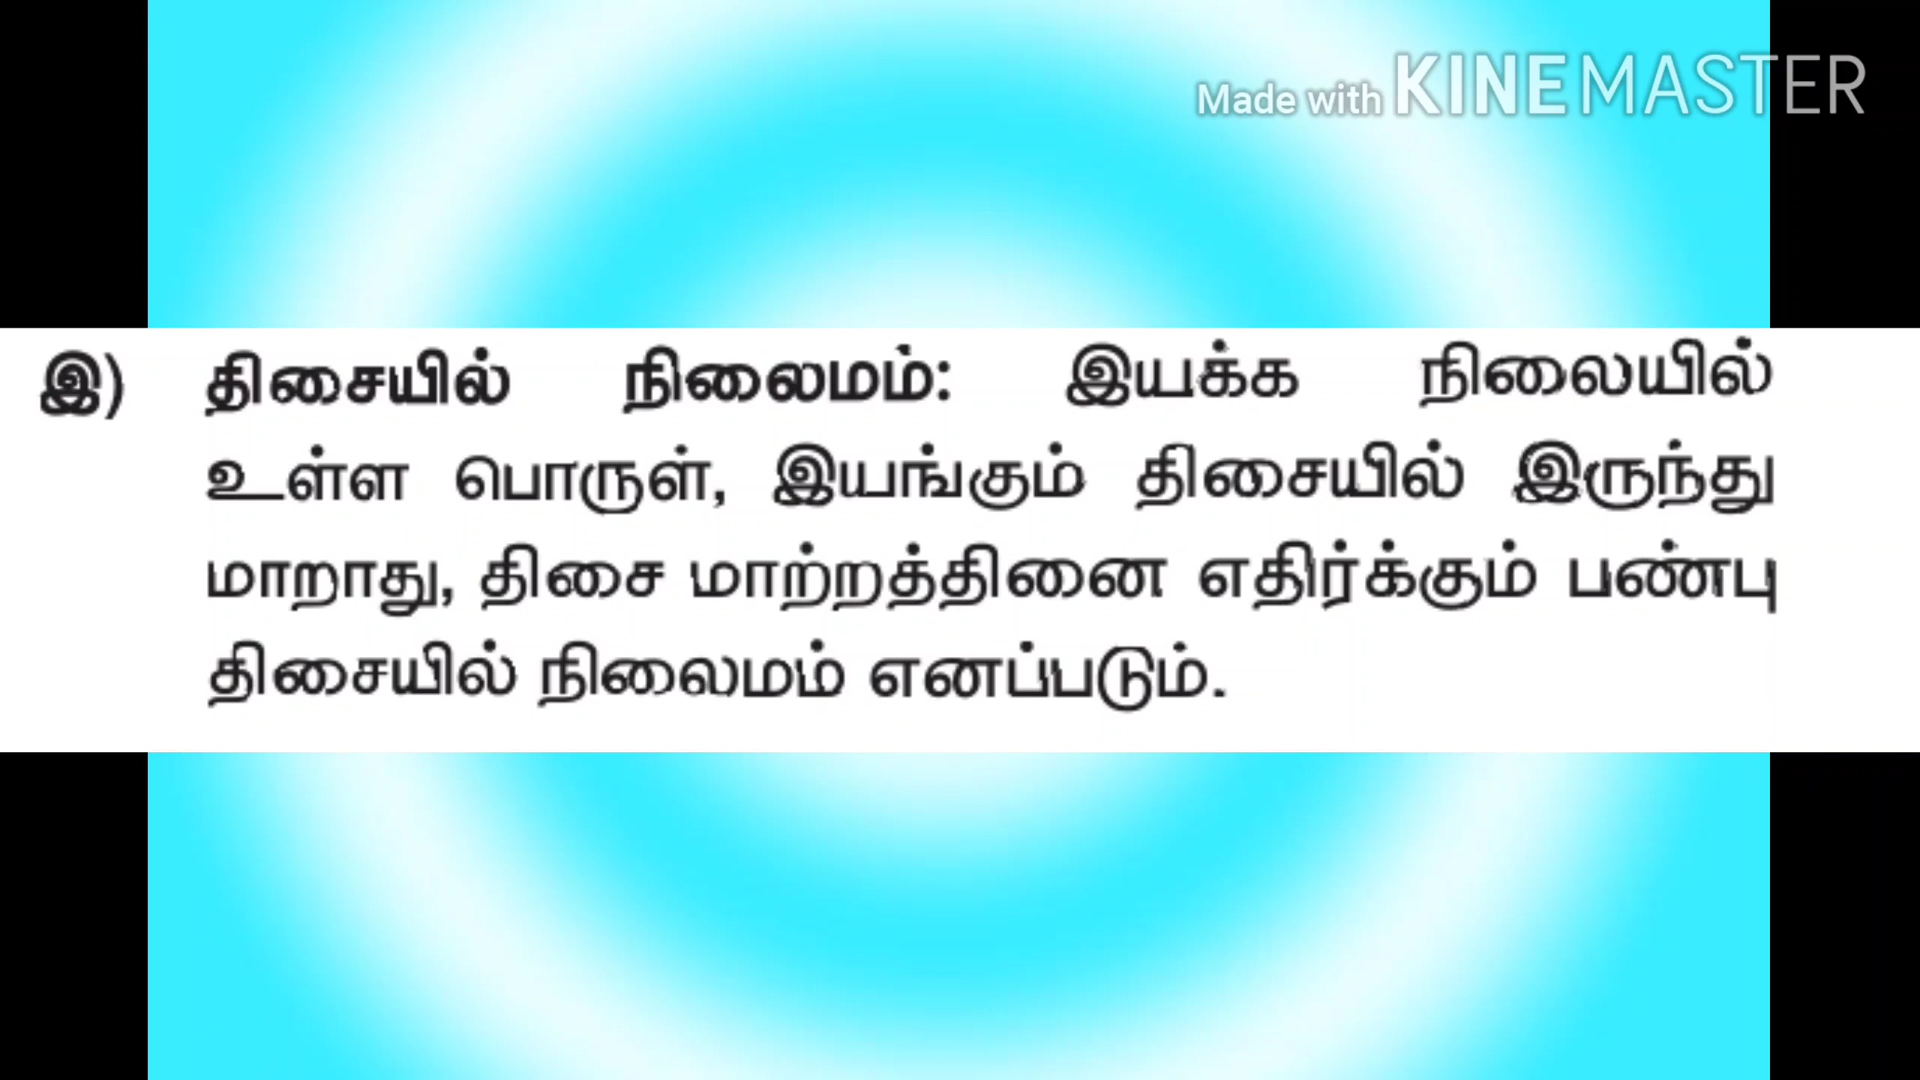 Made with KINEMASTER
இ) திசையில் நிலைமம்: இயக்க நிலையில்
உள்ள பொருள், இயங்கும் திசையில் இருந்து
மாறாது, திசை மாற்றத்தினை எதிர்க்கும் பண்பு
திசையில் நிலைமம் எனப்படும்.